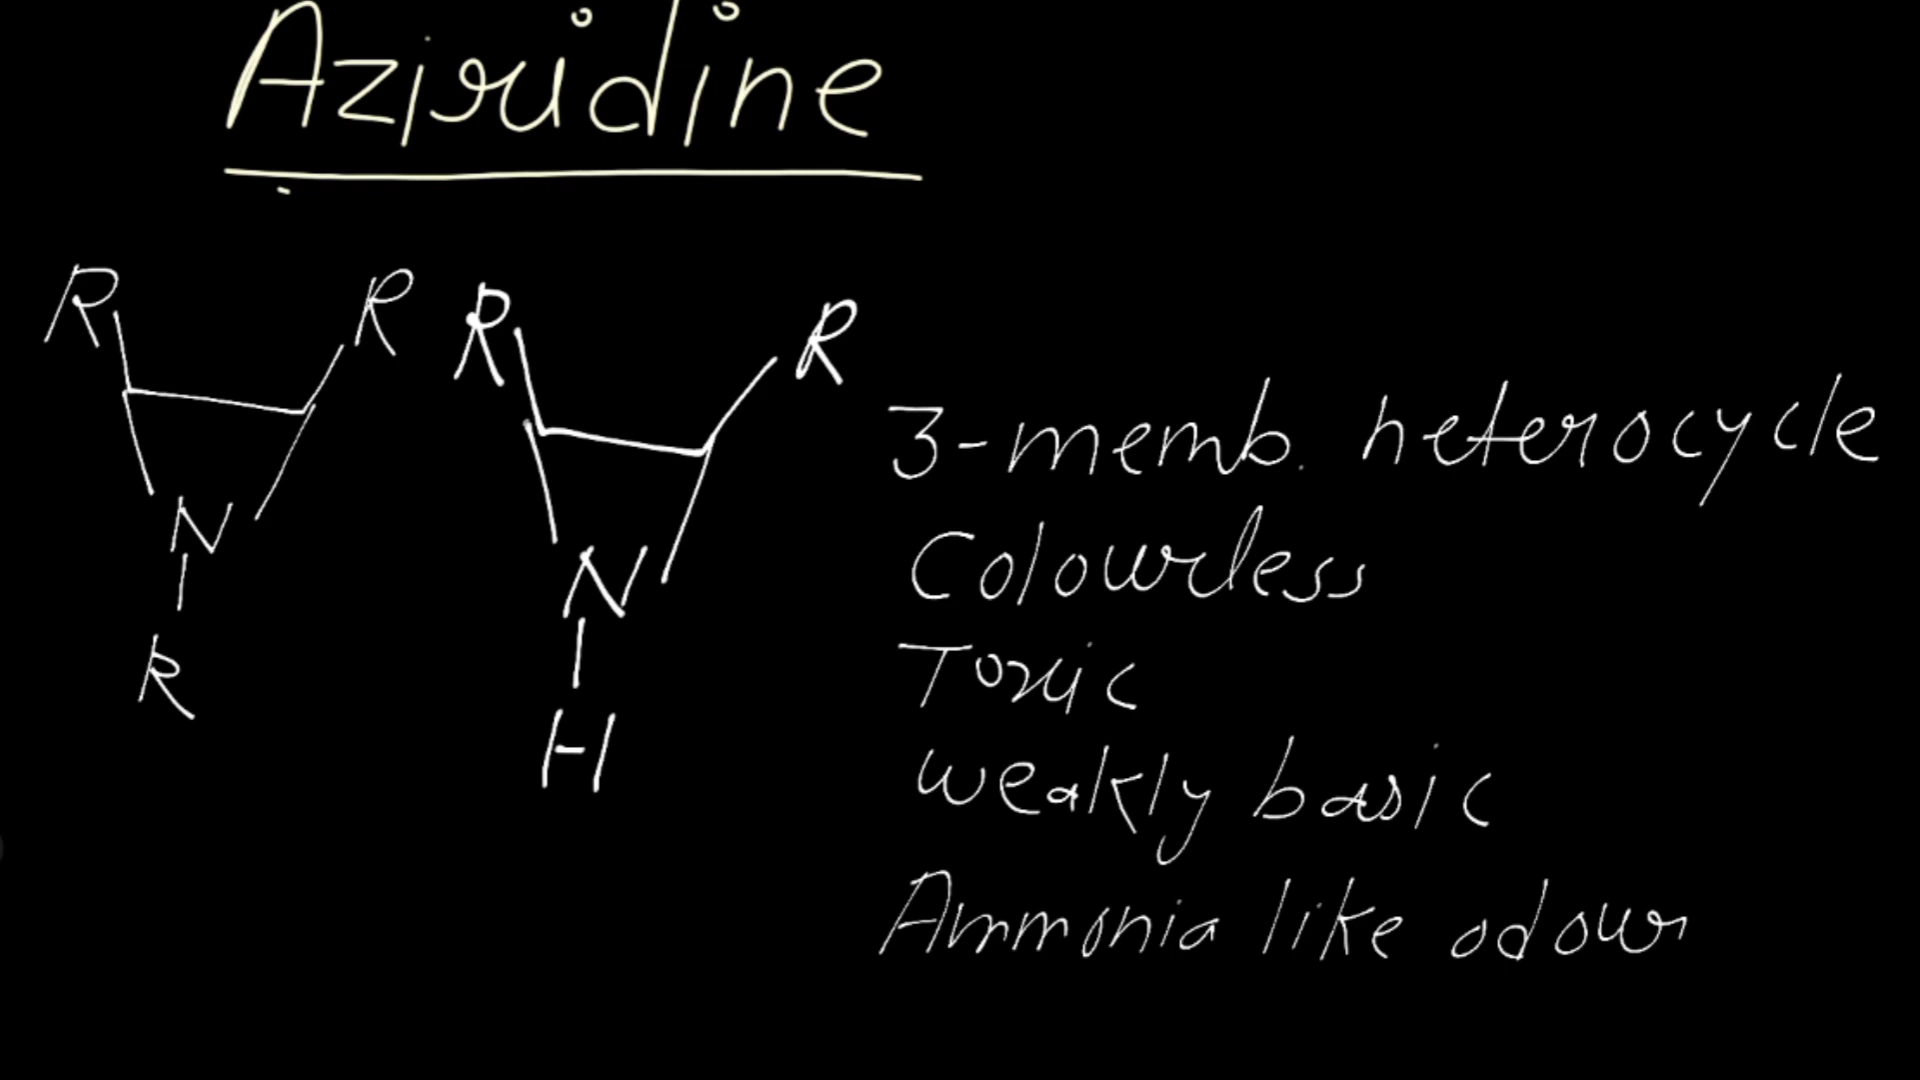 Aziridine
R R R R
N
N
R
H
3-memb. heterocycle
Colourless
Toxic
weakly basic
Ammonia like odour